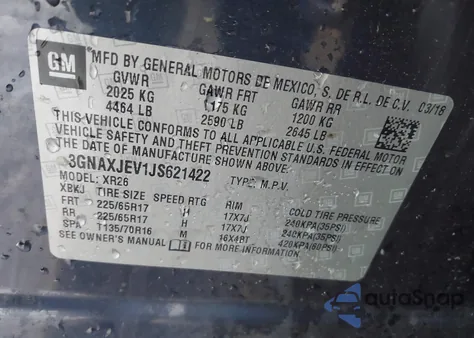 GM
MFD BY GENERAL MOTORS DE MEXICO, S. DE R.L. DE C.V. 03/18
GVWR GAWR FRT GAWR RR
2025 KG 1175 KG 1200 KG
4464 LB 2590 LB 2645 LB
THIS VEHICLE CONFORMS TO ALL APPLICABLE U.S. FEDERAL MOTOR
VEHICLE SAFETY AND THEFT PREVENTION STANDARDS IN EFFECT ON THE
DATE OF MANUFACTURE SHOWN ABOVE.
3GNAXJEV1JS621422 TYPE: M.P.V.
MODEL: XR26
XBKJ TIRE SIZE SPEED RTG RIM COLD TIRE PRESSURE
FRT 225/65R17 H 17X7J 240KPA(35PSI)
RR 225/65R17 H 17X7J 240KPA(35PSI)
SPA T135/70R16 M 16X4BT 420KPA(60PSI)
SEE OWNER'S MANUAL FOR MORE INFORMATION
autoSnap